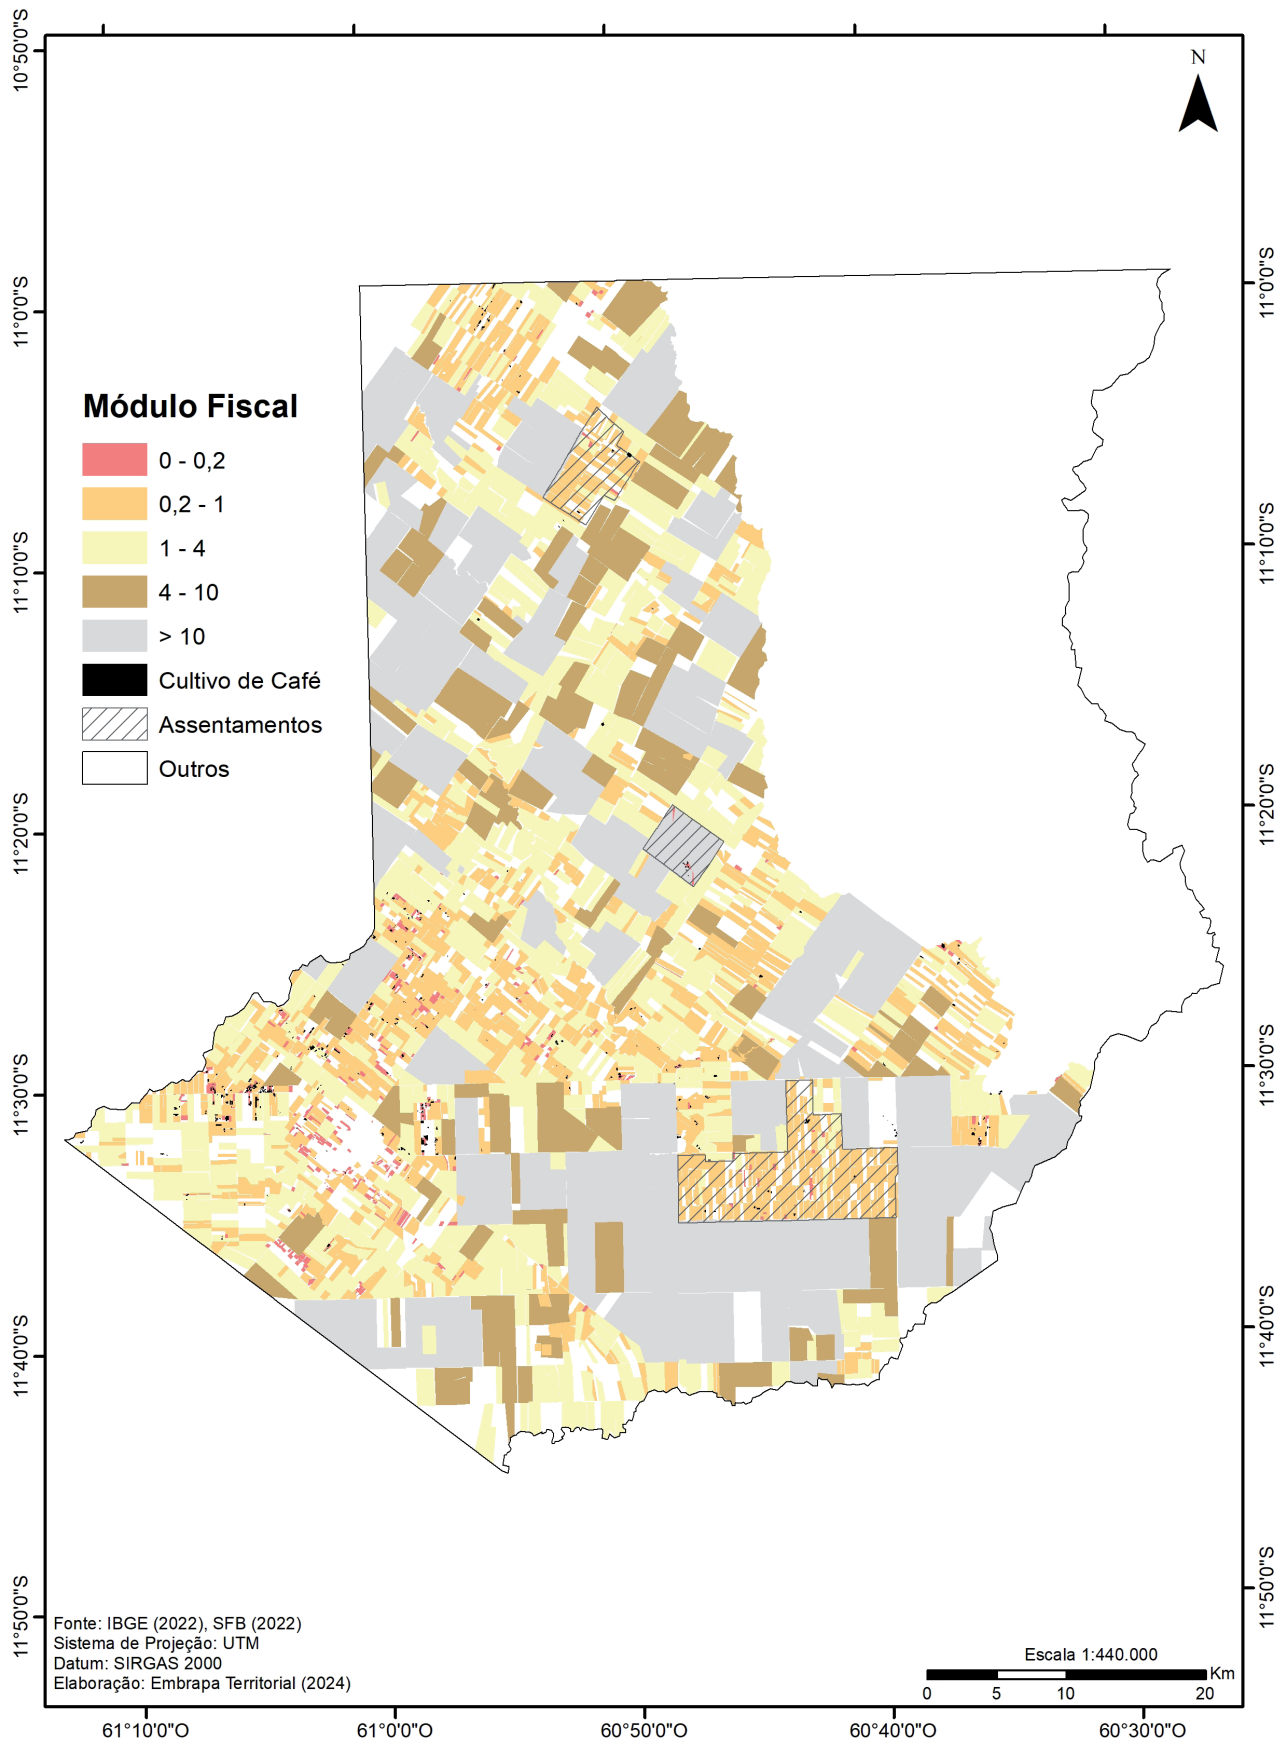 N
10°50'0"S
11°0'0"S
11°10'0"S
11°20'0"S
11°30'0"S
11°40'0"S
11°50'0"S
11°0'0"S
11°10'0"S
11°20'0"S
11°30'0"S
11°40'0"S
11°50'0"S
Módulo Fiscal
0 - 0,2
0,2 - 1
1 - 4
4 - 10
> 10
Cultivo de Café
Assentamentos
Outros
Fonte: IBGE (2022), SFB (2022)
Sistema de Projeção: UTM
Datum: SIRGAS 2000
Elaboração: Embrapa Territorial (2024)
Escala 1:440.000
Km
0 5 10 20
61°10'0"O 61°0'0"O 60°50'0"O 60°40'0"O 60°30'0"O